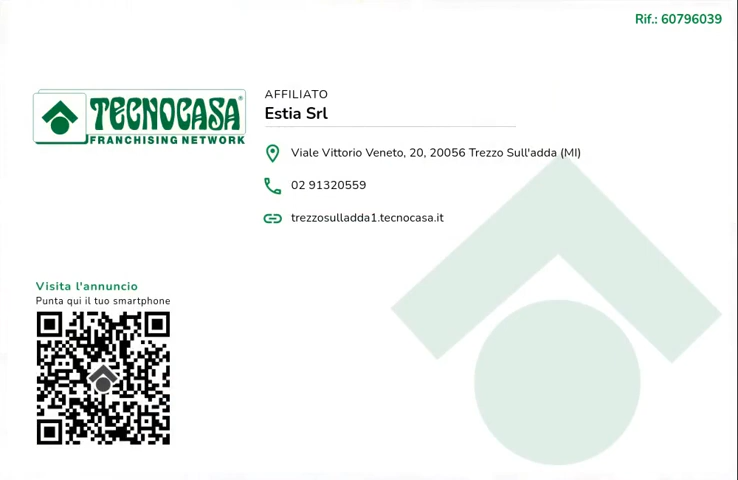 Rif.: 60796039
TECNOCASA®
FRANCHISING NETWORK
AFFILIATO
Estia Srl
Viale Vittorio Veneto, 20, 20056 Trezzo Sull'adda (MI)
02 91320559
trezzosulladda1.tecnocasa.it
Visita l'annuncio
Punta qui il tuo smartphone